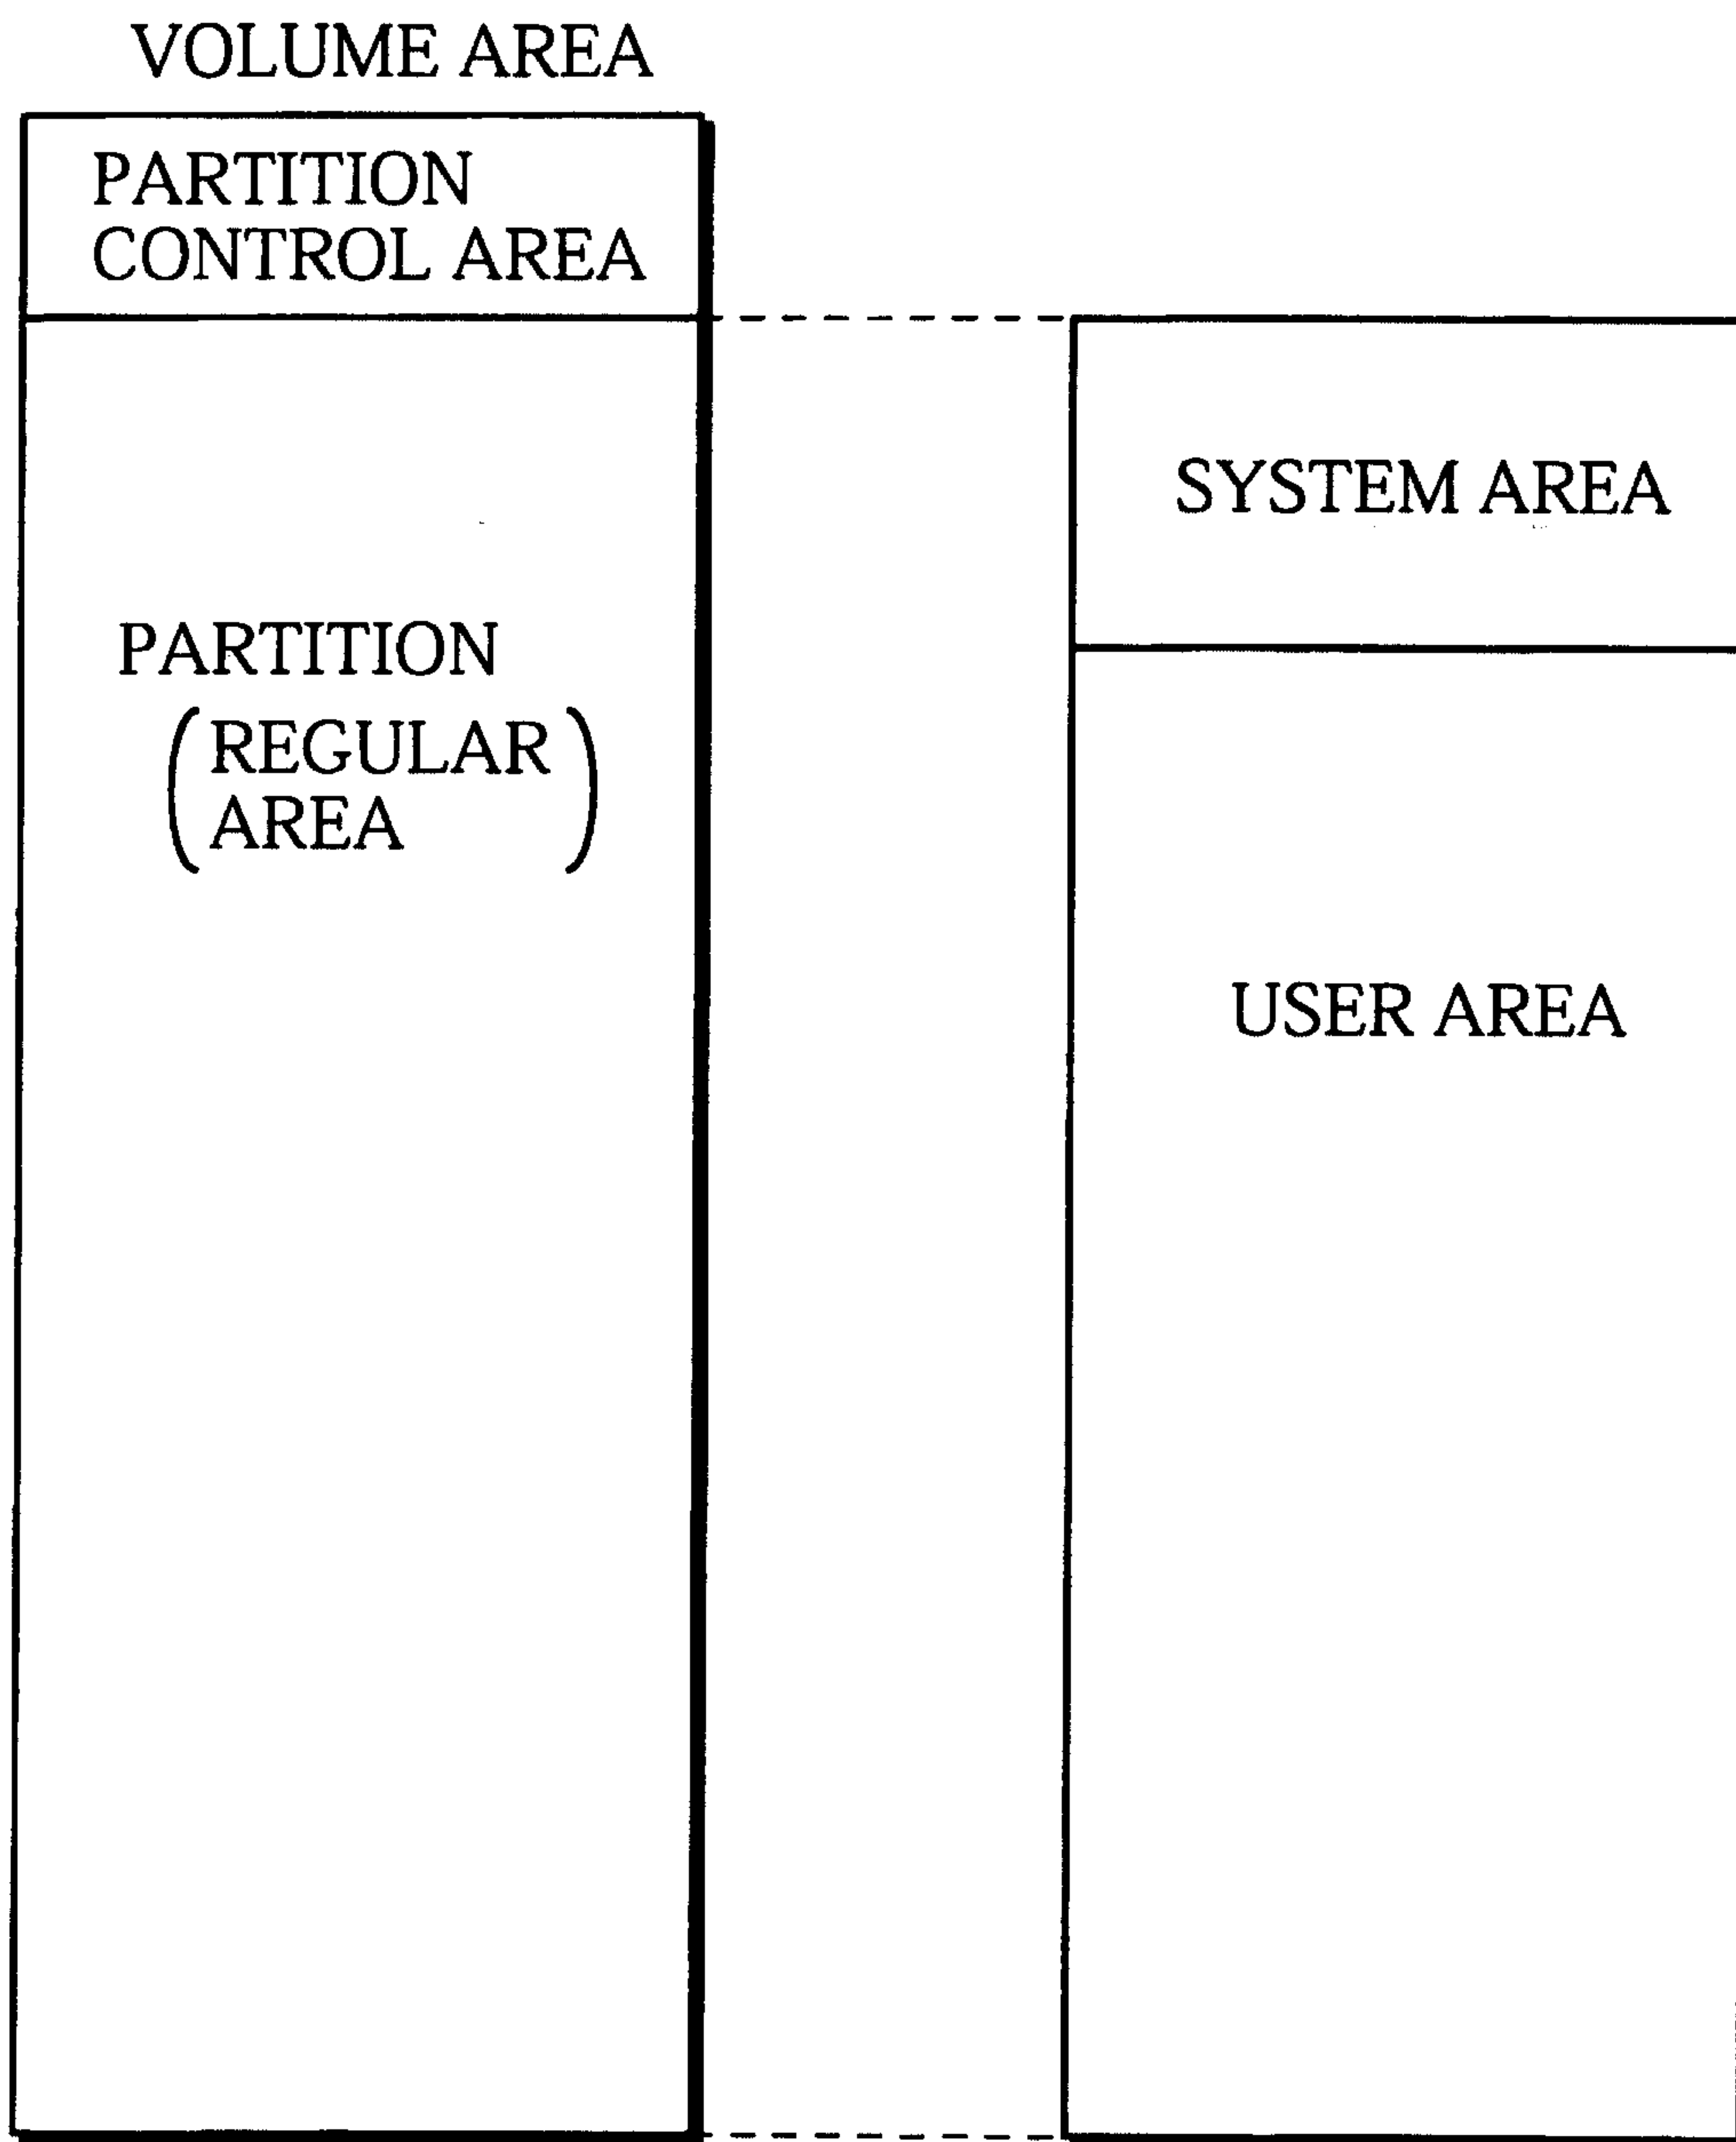 VOLUME AREA
PARTITION
CONTROL AREA
PARTITION
(REGULAR
AREA)
SYSTEM AREA
USER AREA